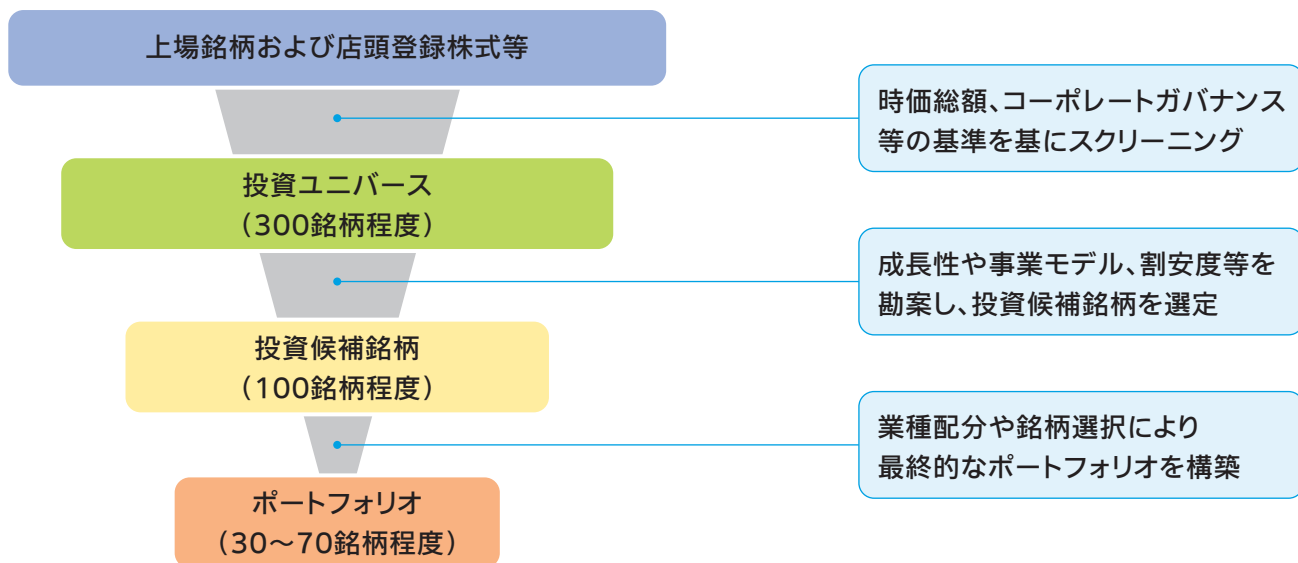 上場銘柄および店頭登録株式等
時価総額、コーポレートガバナンス
等の基準を基にスクリーニング
投資ユニバース
（300銘柄程度）
成長性や事業モデル、割安度等を
勘案し、投資候補銘柄を選定
投資候補銘柄
（100銘柄程度）
業種配分や銘柄選択により
最終的なポートフォリオを構築
ポートフォリオ
（30～70銘柄程度）